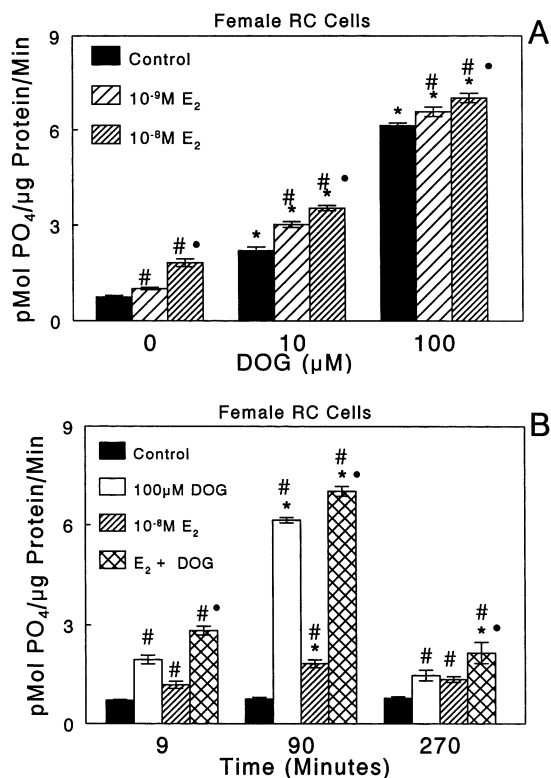 Female RC Cells
A
pMol PO₄/µg Protein/Min
9
6
3
0
Control
10⁻⁹M E₂
10⁻⁸M E₂
#
# •
*
#
*
#
* •
*
#
*
#
* •
0 10 100
DOG (µM)
Female RC Cells
B
pMol PO₄/µg Protein/Min
9
6
3
0
Control
100µM DOG
10⁻⁸M E₂
E₂ + DOG
#
#
# •
#
*
#
*
#
* •
# #
#
* •
9 90 270
Time (Minutes)